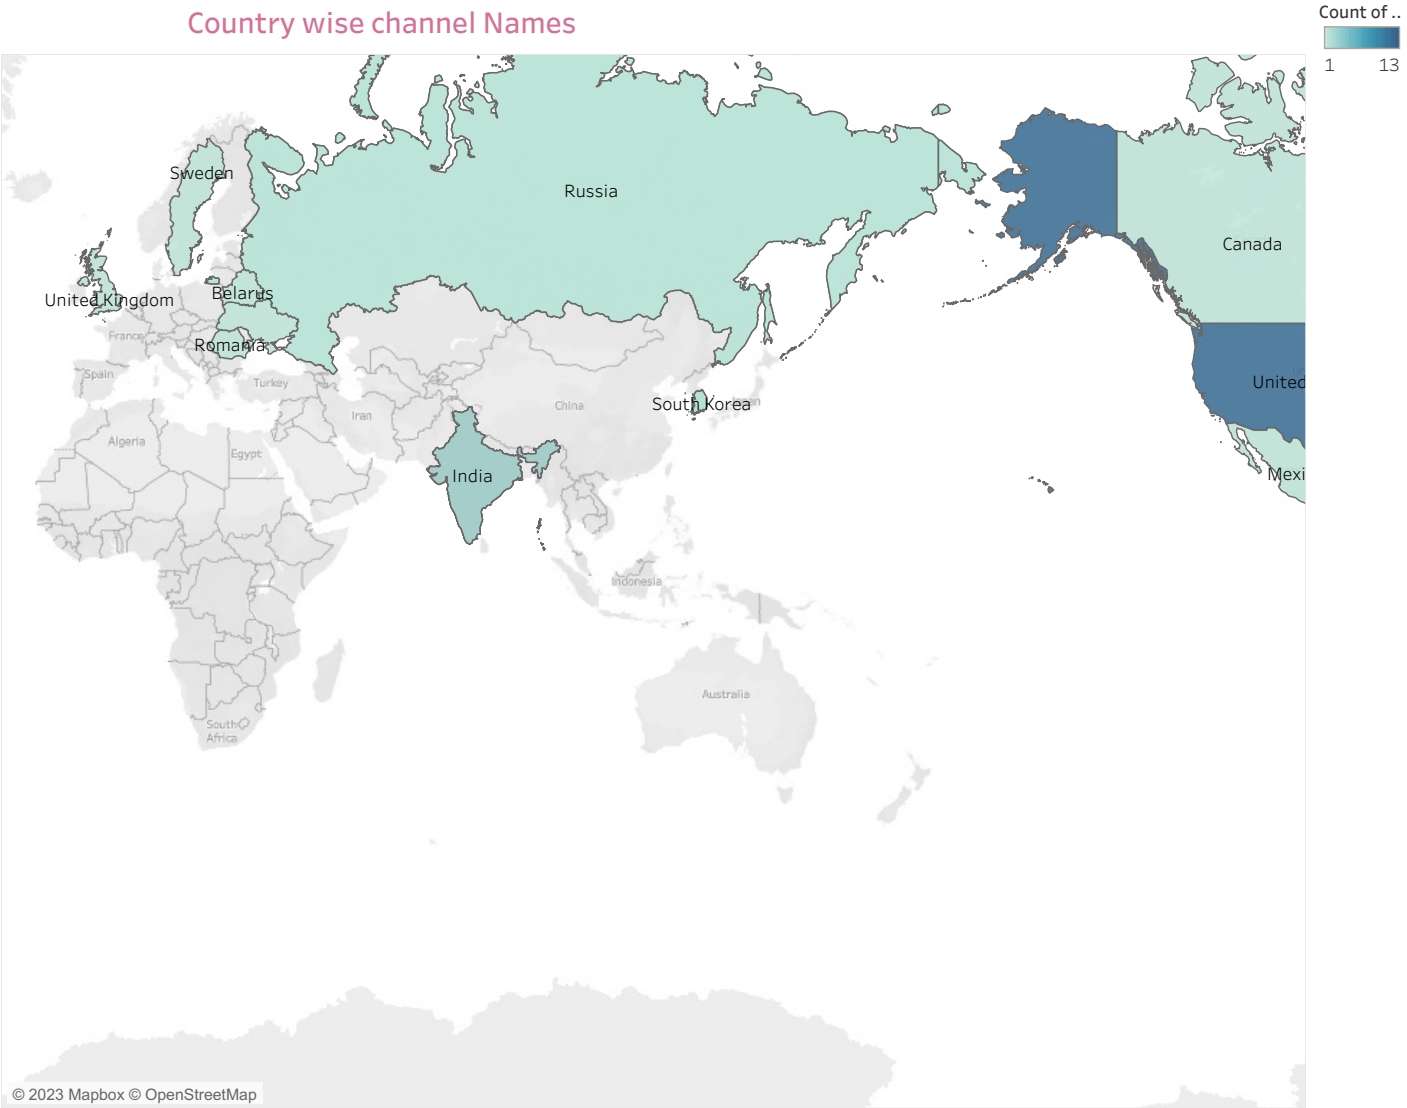 Country wise channel Names
Count of ..
1 13
Sweden
Russia
Canada
United Kingdom
Belarus
France
Romania
Spain
Turkey
United
China
South Korea
Iran
Algeria
Egypt
India
Mexi
Indonesia
Australia
South
Africa
© 2023 Mapbox © OpenStreetMap